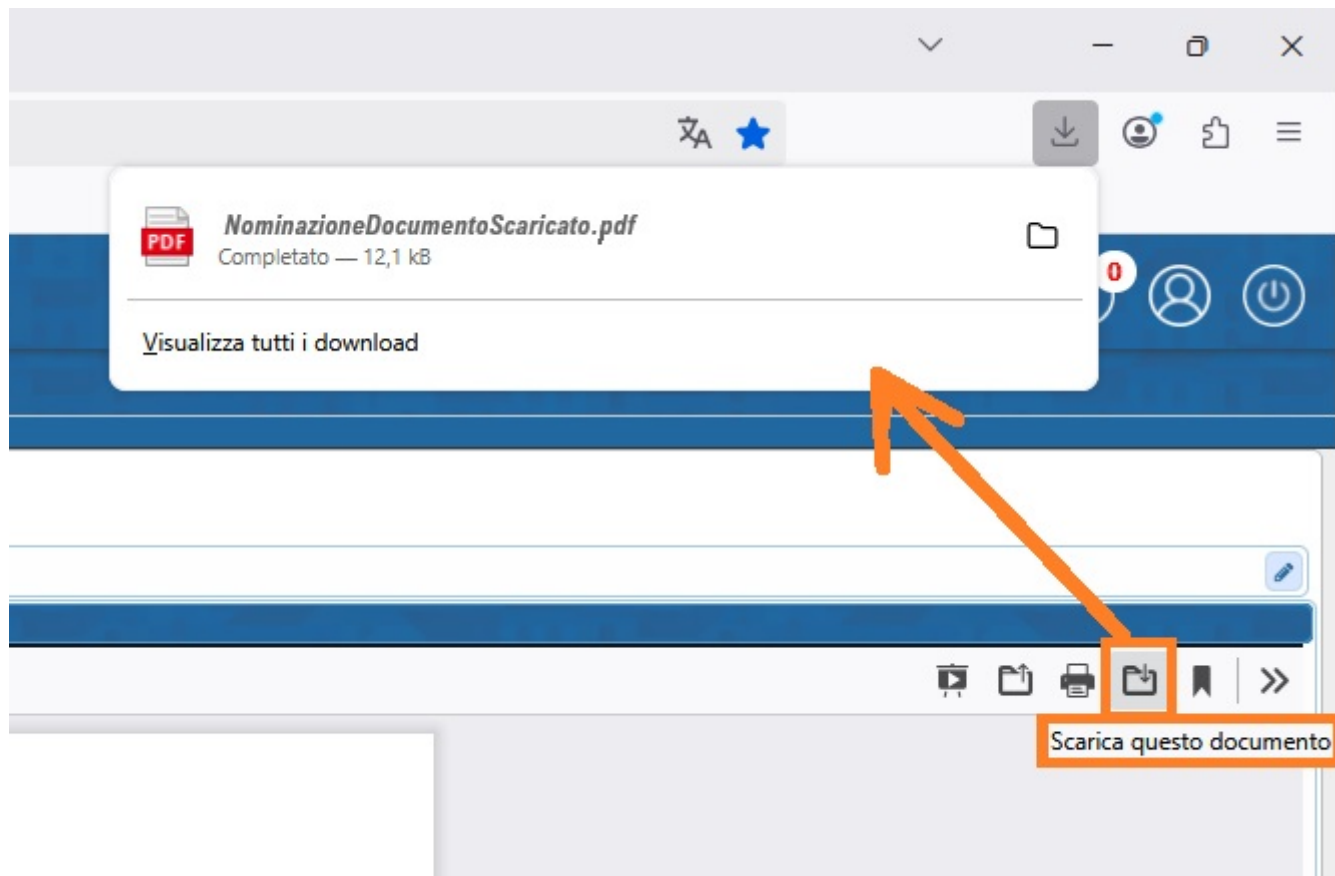 NominazioneDocumentoScaricato.pdf
PDF
Completato — 12,1 kB
0
Visualizza tutti i download
Scarica questo documento